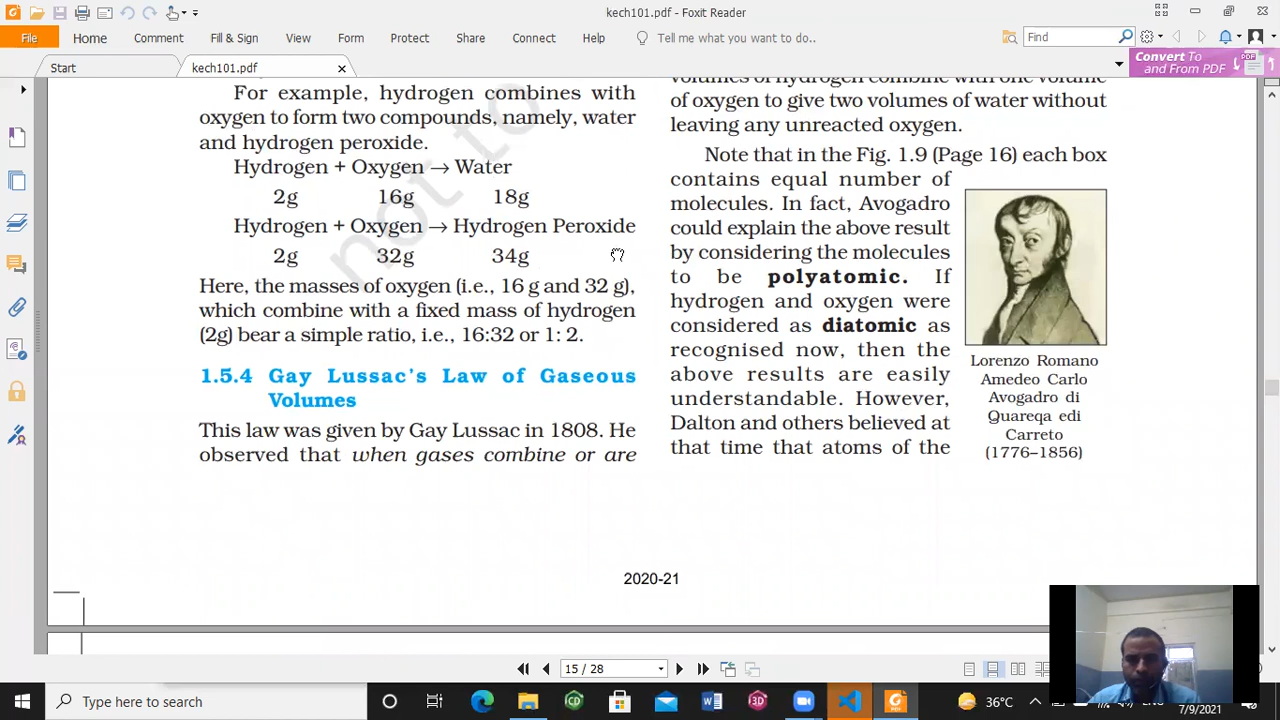 kech101.pdf - Foxit Reader
File Home Comment Fill & Sign View Form Protect Share Connect Help Tell me what you want to do.. Find
Start kech101.pdf
Convert To
and From PDF
For example, hydrogen combines with
oxygen to form two compounds, namely, water
and hydrogen peroxide.
Hydrogen + Oxygen → Water
2g 16g 18g
Hydrogen + Oxygen → Hydrogen Peroxide
2g 32g 34g
Here, the masses of oxygen (i.e., 16 g and 32 g),
which combine with a fixed mass of hydrogen
(2g) bear a simple ratio, i.e., 16:32 or 1: 2.
1.5.4 Gay Lussac's Law of Gaseous
Volumes
This law was given by Gay Lussac in 1808. He
observed that when gases combine or are
volumes of hydrogen combine with one volume
of oxygen to give two volumes of water without
leaving any unreacted oxygen.
Note that in the Fig. 1.9 (Page 16) each box
contains equal number of
molecules. In fact, Avogadro
could explain the above result
by considering the molecules
to be polyatomic. If
hydrogen and oxygen were
considered as diatomic as
recognised now, then the
above results are easily
understandable. However,
Dalton and others believed at
that time that atoms of the
Lorenzo Romano
Amedeo Carlo
Avogadro di
Quareqa edi
Carreto
(1776–1856)
not to
2020-21
15 / 28
Type here to search
36°C
7/9/2021